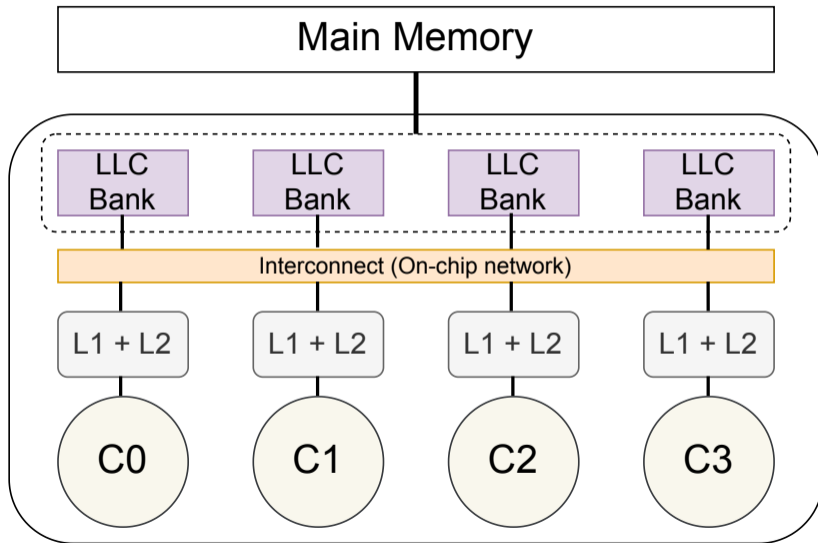 Main Memory
LLC
Bank
LLC
Bank
LLC
Bank
LLC
Bank
Interconnect (On-chip network)
L1 + L2
L1 + L2
L1 + L2
L1 + L2
C0
C1
C2
C3